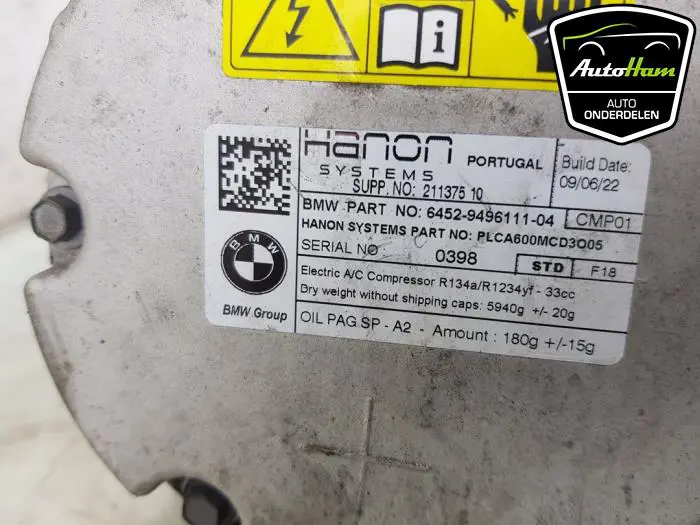 AutoHam
AUTO
ONDERDELEN
Hanon
SYSTEMS
PORTUGAL
Build Date:
09/06/22
SUPP. NO: 211375 10
BMW PART NO: 6452-9496111-04
CMP01
HANON SYSTEMS PART NO: PLCA600MCD3O05
SERIAL NO
0398
STD
F18
BMW
BMW Group
Electric A/C Compressor R134a/R1234yf - 33cc
Dry weight without shipping caps: 5940g +/- 20g
OIL PAG SP - A2 - Amount : 180g +/-15g